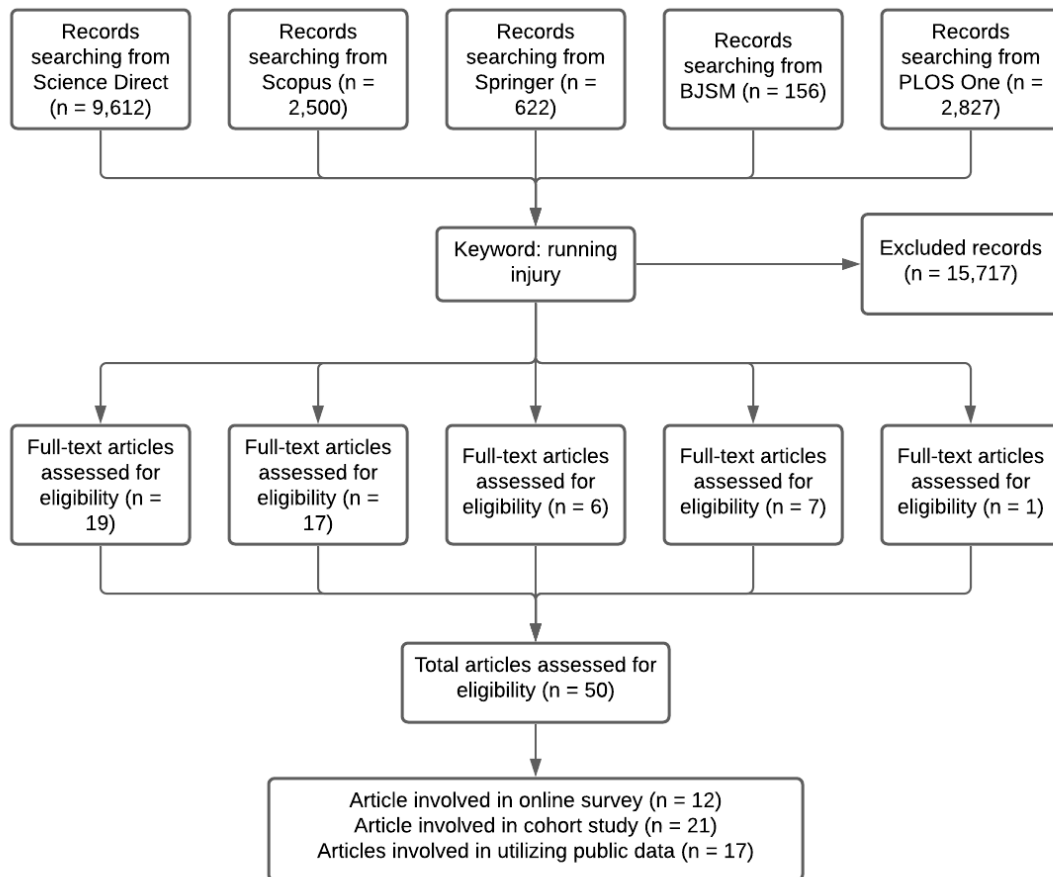 Records
searching from
Science Direct
(n = 9,612)
Records
searching from
Scopus (n =
2,500)
Records
searching from
Springer (n =
622)
Records
searching from
BJSM (n = 156)
Records
searching from
PLOS One (n =
2,827)
Keyword: running
injury
Excluded records
(n = 15,717)
Full-text articles
assessed for
eligibility (n =
19)
Full-text articles
assessed for
eligibility (n =
17)
Full-text articles
assessed for
eligibility (n = 6)
Full-text articles
assessed for
eligibility (n = 7)
Full-text articles
assessed for
eligibility (n = 1)
Total articles assessed for
eligibility (n = 50)
Article involved in online survey (n = 12)
Article involved in cohort study (n = 21)
Articles involved in utilizing public data (n = 17)